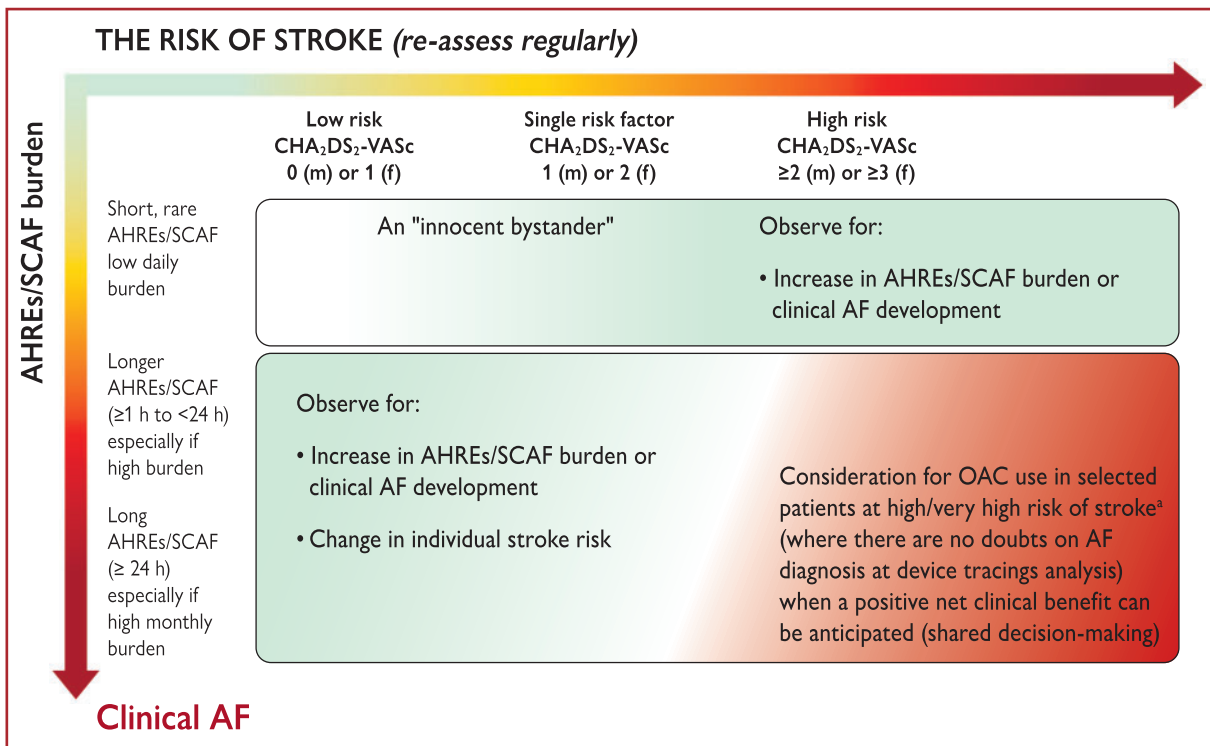 THE RISK OF STROKE (re-assess regularly)
AHREs/SCAF burden
Low risk
CHA₂DS₂-VASc
0 (m) or 1 (f)
Single risk factor
CHA₂DS₂-VASc
1 (m) or 2 (f)
High risk
CHA₂DS₂-VASc
≥2 (m) or ≥3 (f)
Short, rare
AHREs/SCAF
low daily
burden
An "innocent bystander"
Observe for:
• Increase in AHREs/SCAF burden or
clinical AF development
Longer
AHREs/SCAF
(≥1 h to <24 h)
especially if
high burden
Long
AHREs/SCAF
(≥ 24 h)
especially if
high monthly
burden
Observe for:
• Increase in AHREs/SCAF burden or
clinical AF development
• Change in individual stroke risk
Consideration for OAC use in selected
patients at high/very high risk of strokeᵃ
(where there are no doubts on AF
diagnosis at device tracings analysis)
when a positive net clinical benefit can
be anticipated (shared decision-making)
Clinical AF